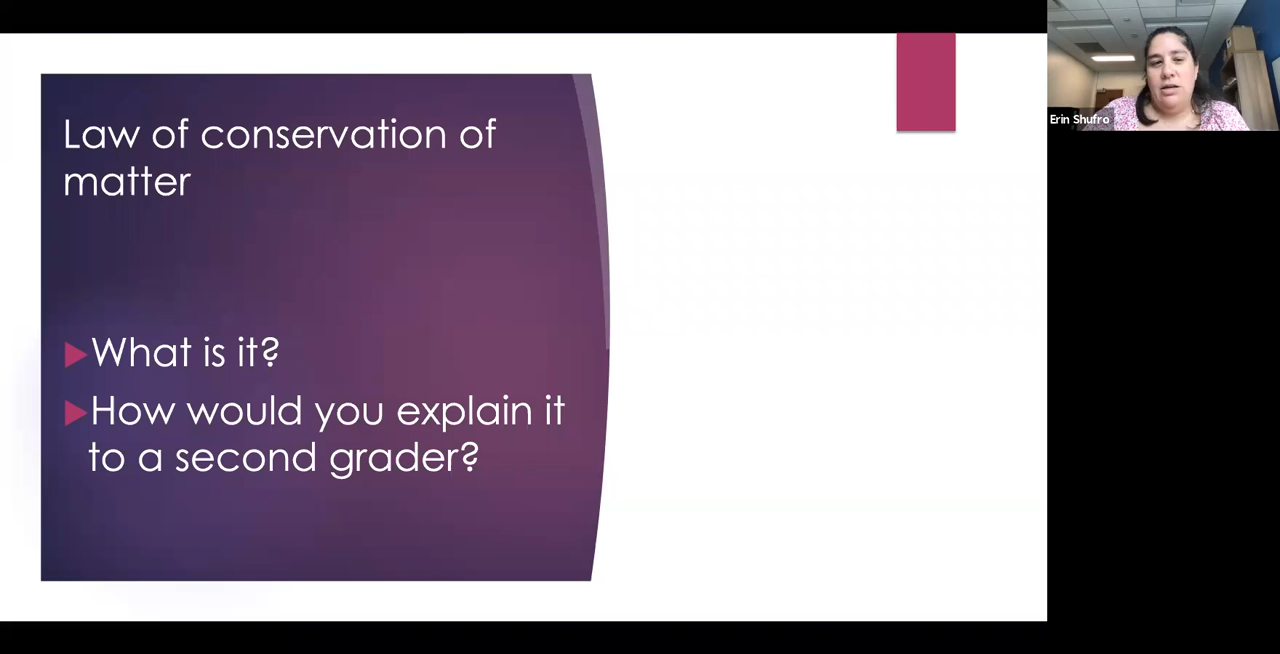 Law of conservation of
matter
What is it?
How would you explain it
to a second grader?
Erin Shufro